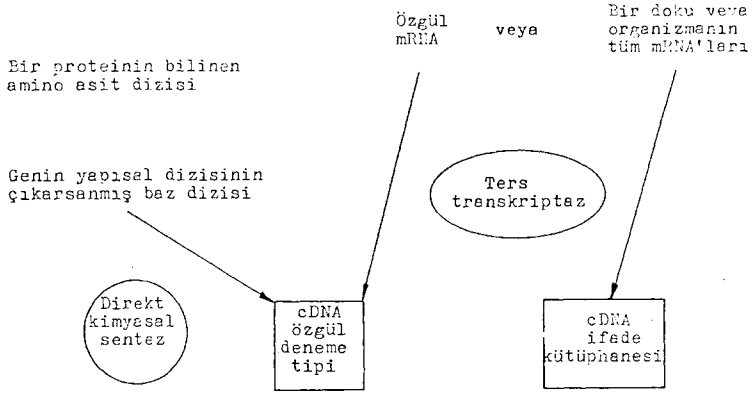 Özgül
mRNA
veya
Bir doku veya
organizmanın
tüm mRNA'ları
Bir proteinin bilinen
amino asit dizisi
Genin yapısal dizisinin
çıkarsanmış baz dizisi
Ters
transkriptaz
Direkt
kimyasal
sentez
cDNA
özgül
deneme
tipi
cDNA
ifade
kütüphanesi